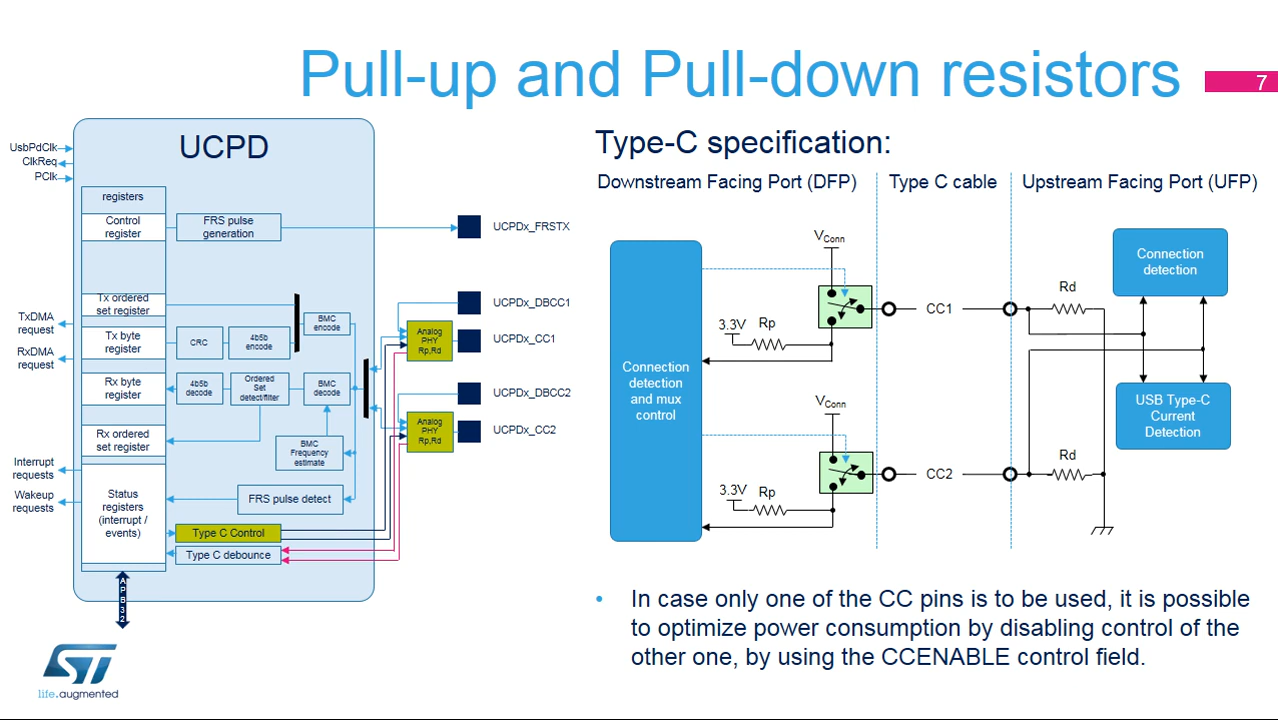 Pull-up and Pull-down resistors
7
UCPD
UsbPdClk
ClkReq
PClk
registers
Control
register
FRS pulse
generation
UCPDx_FRSTX
Tx ordered
set register
BMC
encode
UCPDx_DBCC1
TxDMA
request
Tx byte
register
CRC
4b5b
encode
Analog
PHY
Rp,Rd
UCPDx_CC1
RxDMA
request
Rx byte
register
4b5b
decode
Ordered
Set
detect/filter
BMC
decode
UCPDx_DBCC2
Rx ordered
set register
BMC
Frequency
estimate
Analog
PHY
Rp,Rd
UCPDx_CC2
Interrupt
requests
Wakeup
requests
Status
registers
(interrupt /
events)
FRS pulse detect
Type C Control
Type C debounce
APB32
ST
life.augmented
Type-C specification:
Downstream Facing Port (DFP)
Type C cable
Upstream Facing Port (UFP)
VConn
Connection
detection
Rd
CC1
3.3V
Rp
Connection
detection
and mux
control
VConn
USB Type-C
Current
Detection
Rd
CC2
3.3V
Rp
• In case only one of the CC pins is to be used, it is possible
to optimize power consumption by disabling control of the
other one, by using the CCENABLE control field.